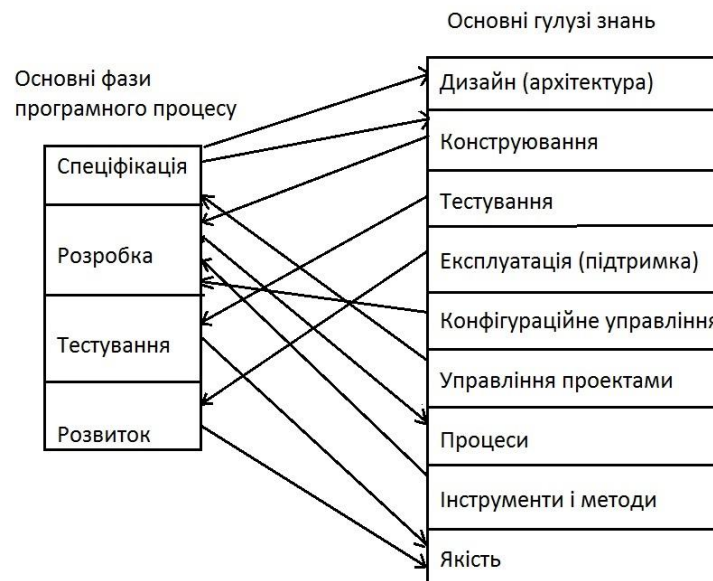 Основні гулузі знань
Основні фази
програмного процесу
Спеціфікація
Розробка
Тестування
Розвиток
Дизайн (архітектура)
Конструювання
Тестування
Експлуатація (підтримка)
Конфігураційне управління
Управління проектами
Процеси
Інструменти і методи
Якість